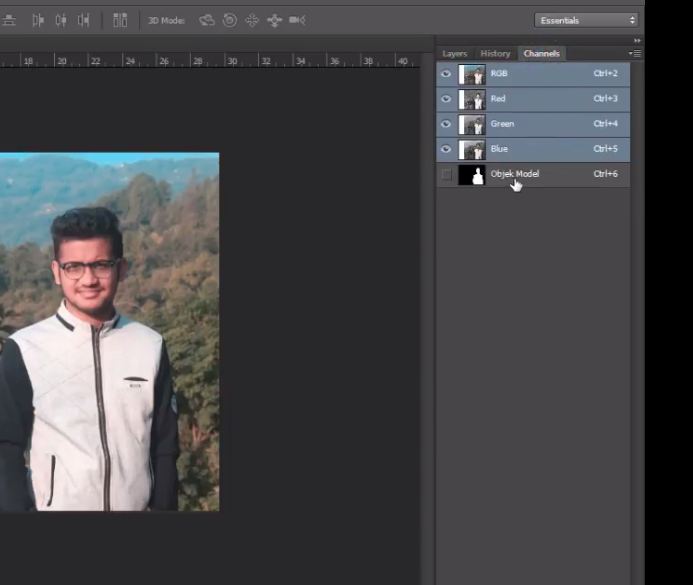 3D Mode:
Essentials
Layers History Channels
18 20 22 24 26 28 30 32 34 36 38 40
RGB Ctrl+2
Red Ctrl+3
Green Ctrl+4
Blue Ctrl+5
Objek Model Ctrl+6